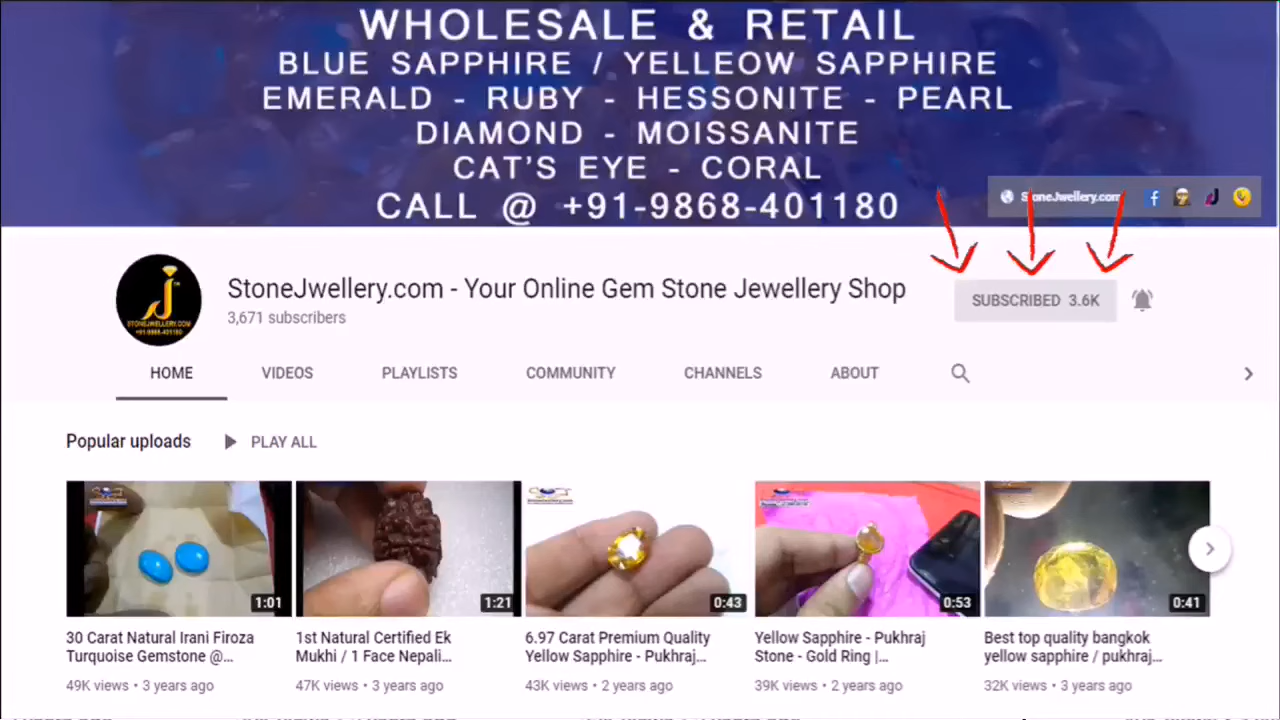 WHOLESALE & RETAIL
BLUE SAPPHIRE / YELLEOW SAPPHIRE
EMERALD - RUBY - HESSONITE - PEARL
DIAMOND - MOISSANITE
CAT'S EYE - CORAL
CALL @ +91-9868-401180
StoneJwellery.com
J
STONEJWELLERY.COM
+91-9868-401180
StoneJwellery.com - Your Online Gem Stone Jewellery Shop
3,671 subscribers
SUBSCRIBED 3.6K
HOME VIDEOS PLAYLISTS COMMUNITY CHANNELS ABOUT
Popular uploads PLAY ALL
1:01 1:21 0:43 0:53 0:41
30 Carat Natural Irani Firoza
Turquoise Gemstone @...
49K views • 3 years ago
1st Natural Certified Ek
Mukhi / 1 Face Nepali...
47K views • 3 years ago
6.97 Carat Premium Quality
Yellow Sapphire - Pukhraj...
43K views • 2 years ago
Yellow Sapphire - Pukhraj
Stone - Gold Ring |...
39K views • 2 years ago
Best top quality bangkok
yellow sapphire / pukhraj...
32K views • 3 years ago